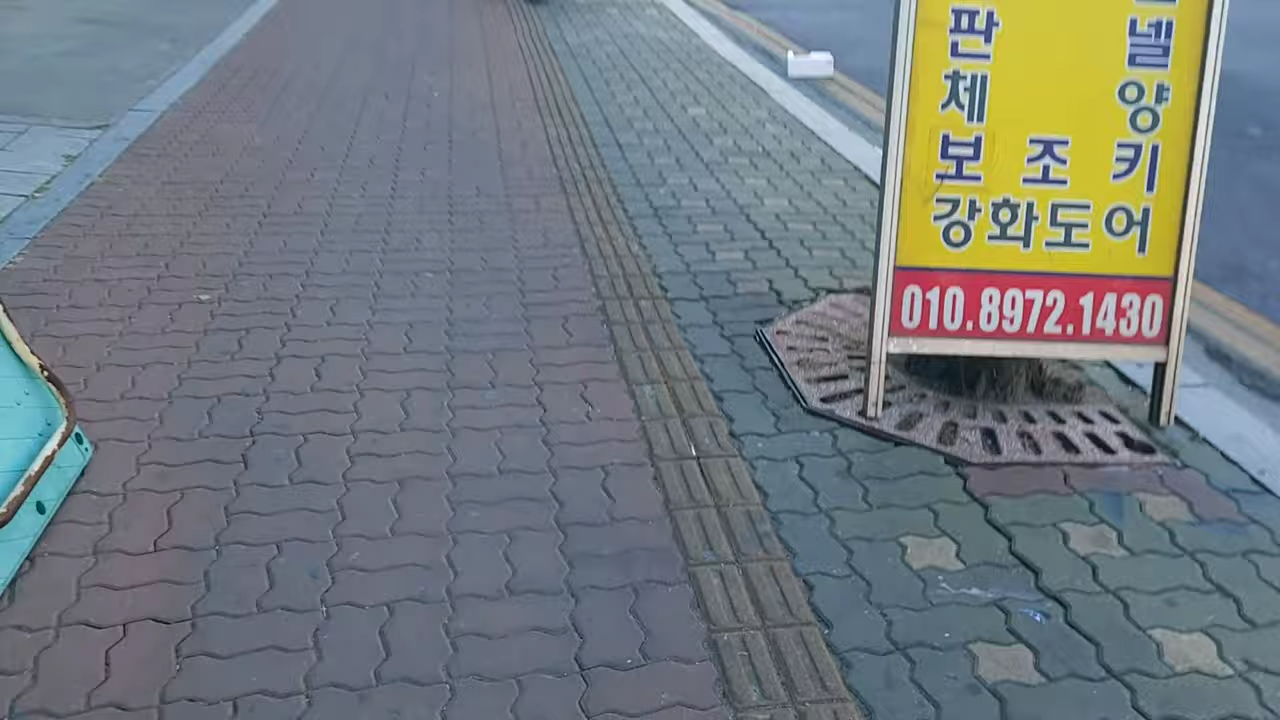 판 넬
체 양
보 조 키
강화도어
010.8972.1430